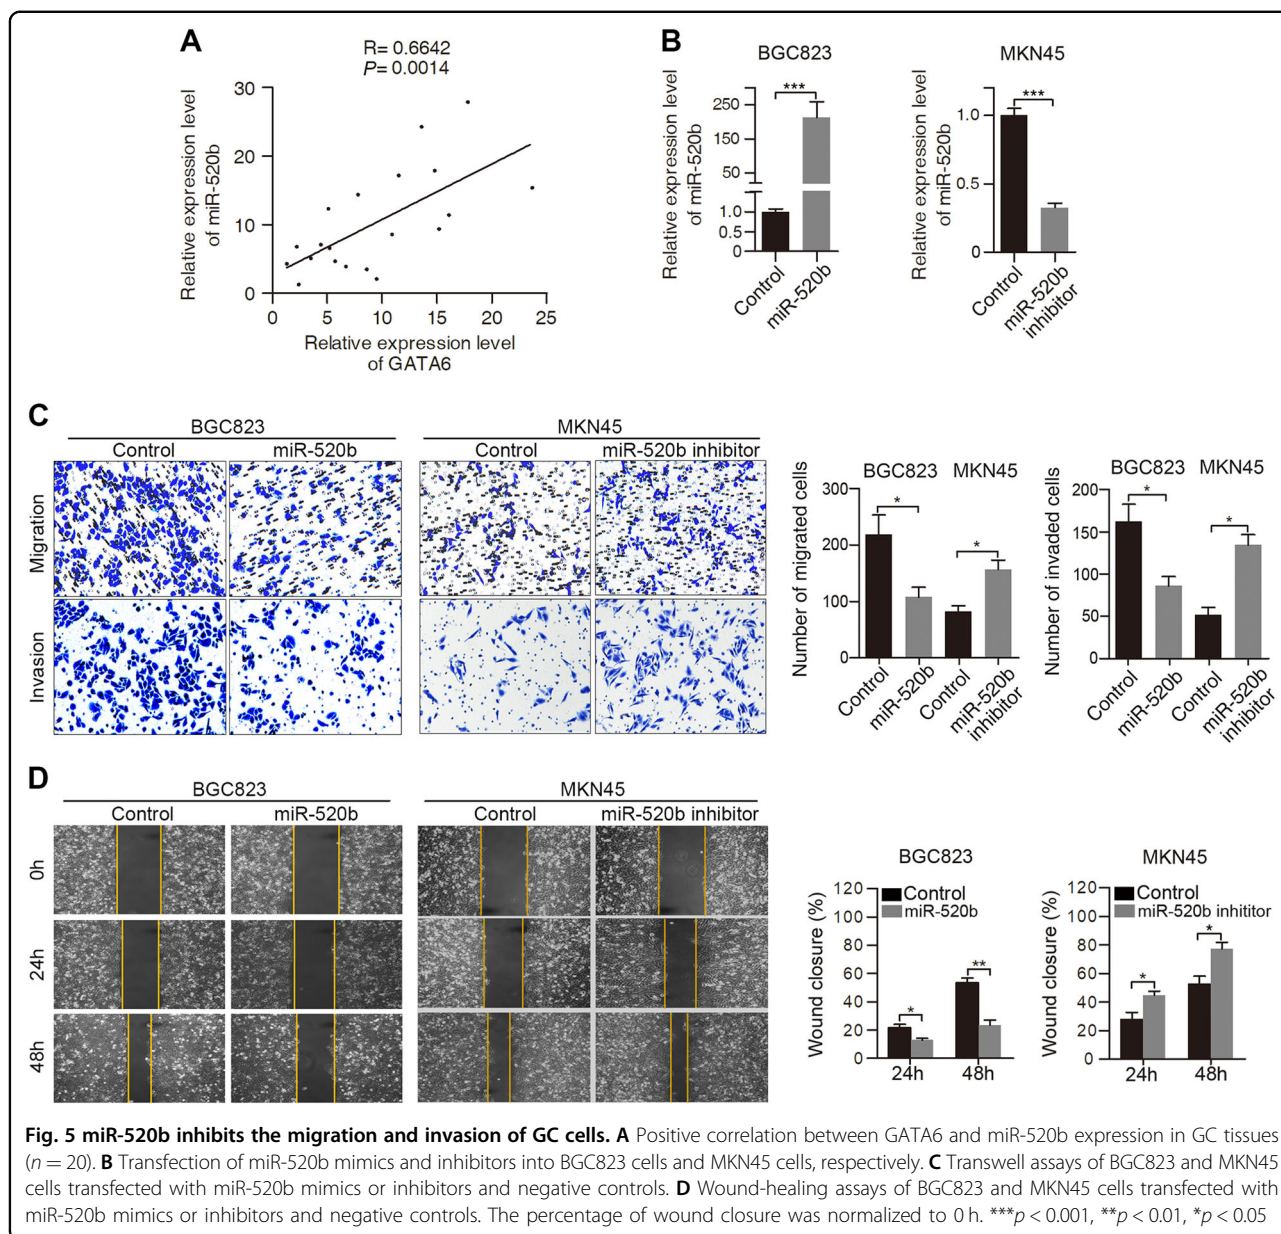 A
R= 0.6642
P= 0.0014
Relative expression level
of miR-520b
30
20
10
0
0 5 10 15 20 25
Relative expression level
of GATA6
B
BGC823
Relative expression level
of miR-520b
***
250
150
50
1.0
0.5
0
Control
miR-520b
MKN45
Relative expression level
of miR-520b
***
1.0
0.5
0
Control
miR-520b
inhibitor
C
BGC823
Control miR-520b
MKN45
Control miR-520b inhibitor
Migration
Invasion
Number of migrated cells
BGC823 MKN45
300
200
100
0
*
*
Control
miR-520b
Control
miR-520b
inhibitor
Number of invaded cells
BGC823 MKN45
200
150
100
50
0
*
*
Control
miR-520b
Control
miR-520b
inhibitor
D
BGC823
Control miR-520b
MKN45
Control miR-520b inhibitor
0h
24h
48h
BGC823
Wound closure (%)
120
100
80
60
40
20
0
Control
miR-520b
*
**
24h 48h
MKN45
Wound closure (%)
120
100
80
60
40
20
0
Control
miR-520b inhititor
*
*
24h 48h
Fig. 5 miR-520b inhibits the migration and invasion of GC cells. A Positive correlation between GATA6 and miR-520b expression in GC tissues
(n = 20). B Transfection of miR-520b mimics and inhibitors into BGC823 cells and MKN45 cells, respectively. C Transwell assays of BGC823 and MKN45
cells transfected with miR-520b mimics or inhibitors and negative controls. D Wound-healing assays of BGC823 and MKN45 cells transfected with
miR-520b mimics or inhibitors and negative controls. The percentage of wound closure was normalized to 0 h. ***p < 0.001, **p < 0.01, *p < 0.05